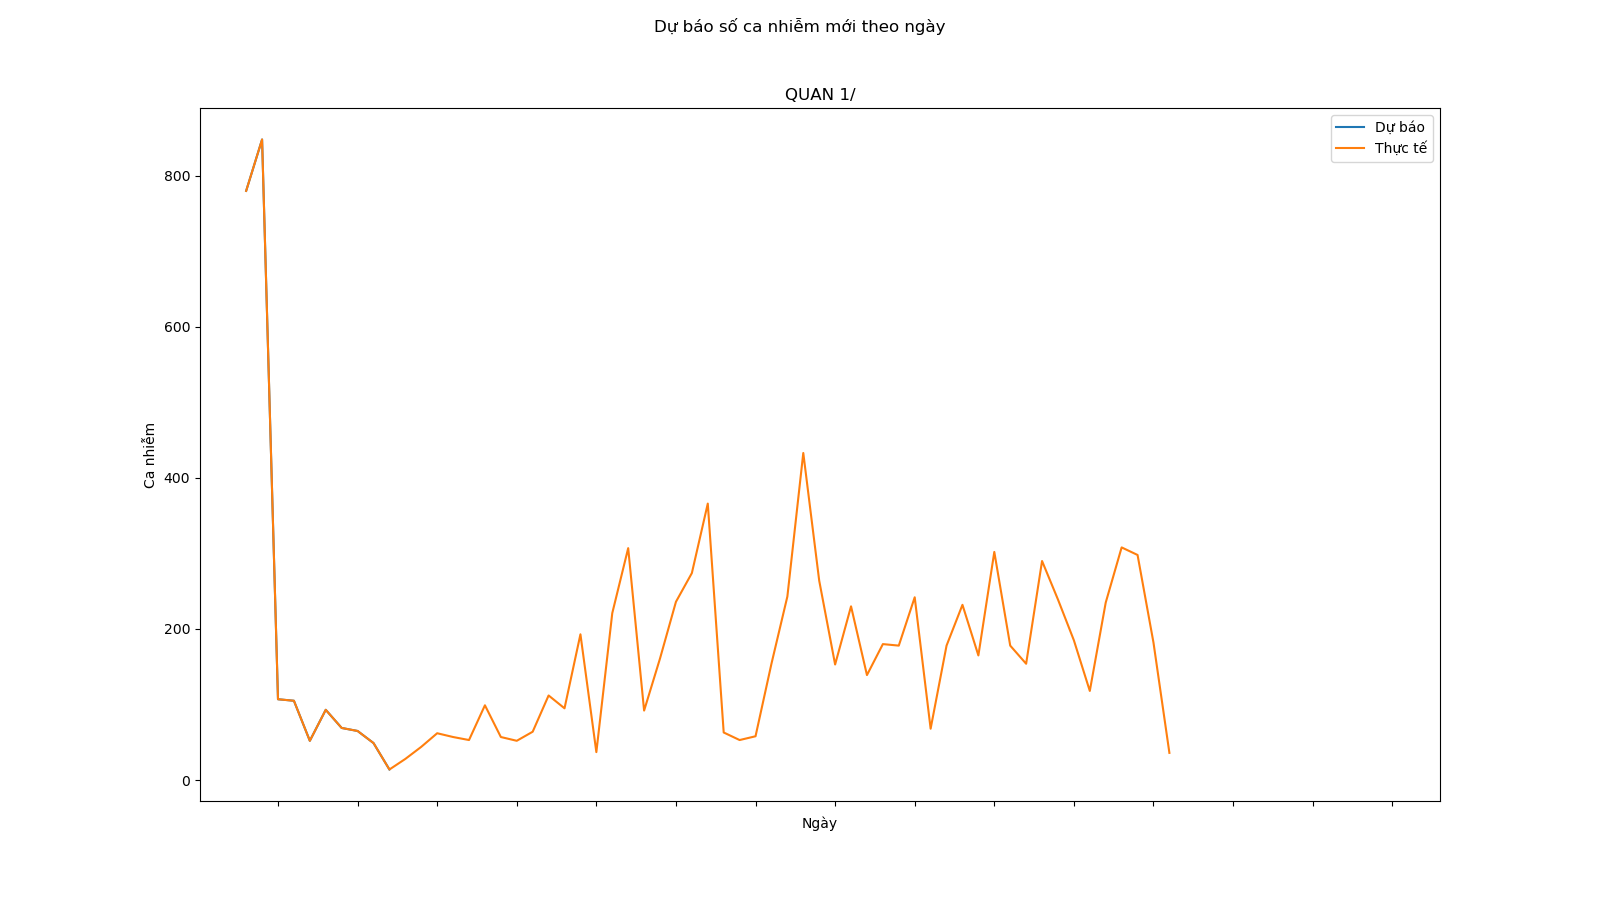 Dự báo số ca nhiễm mới theo ngày
QUAN 1/
Dự báo
Thực tế
800
600
400
200
0
Ca nhiễm
Ngày